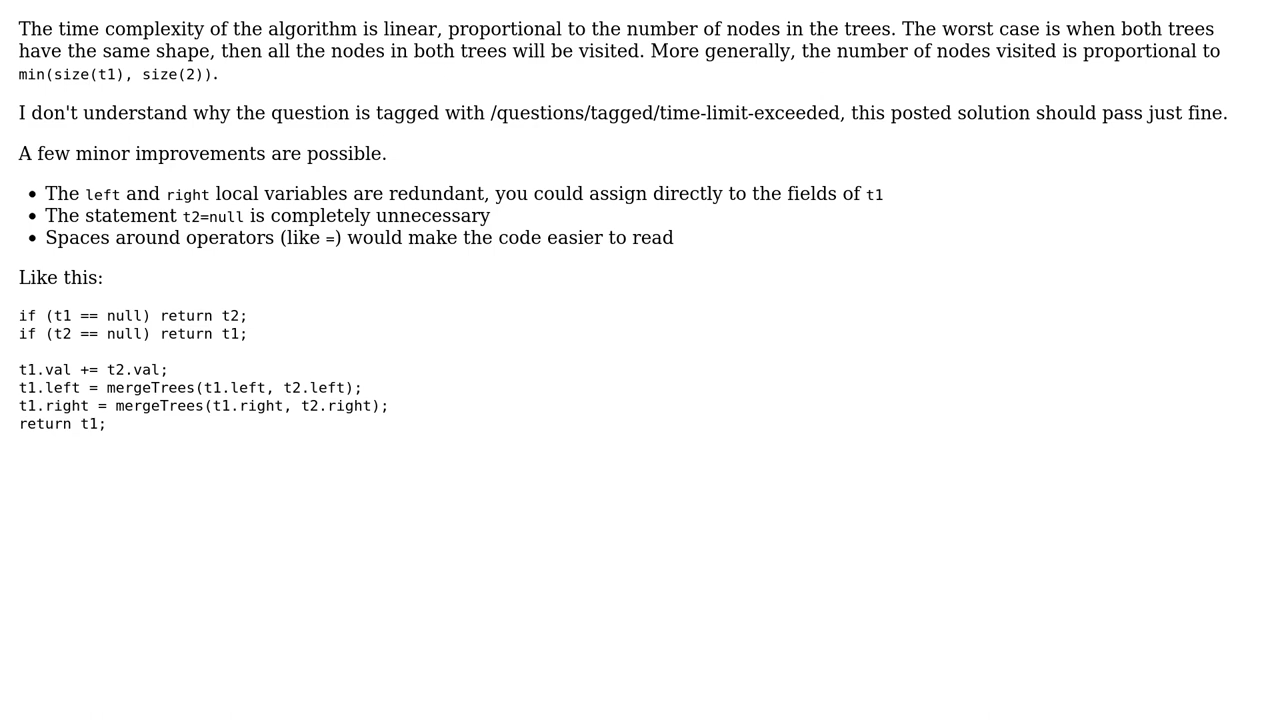 The time complexity of the algorithm is linear, proportional to the number of nodes in the trees. The worst case is when both trees
have the same shape, then all the nodes in both trees will be visited. More generally, the number of nodes visited is proportional to
min(size(t1), size(2)).
I don't understand why the question is tagged with /questions/tagged/time-limit-exceeded, this posted solution should pass just fine.
A few minor improvements are possible.
• The left and right local variables are redundant, you could assign directly to the fields of t1
• The statement t2=null is completely unnecessary
• Spaces around operators (like =) would make the code easier to read
Like this:
if (t1 == null) return t2;
if (t2 == null) return t1;
t1.val += t2.val;
t1.left = mergeTrees(t1.left, t2.left);
t1.right = mergeTrees(t1.right, t2.right);
return t1;